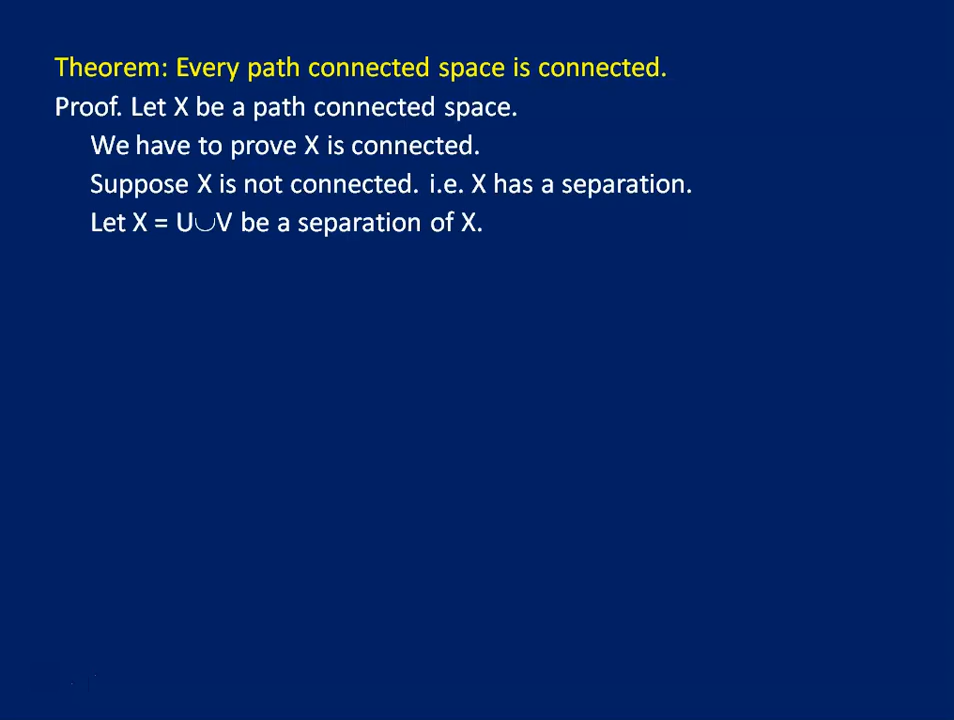 Theorem: Every path connected space is connected.
Proof. Let X be a path connected space.
We have to prove X is connected.
Suppose X is not connected. i.e. X has a separation.
Let X = U∪V be a separation of X.